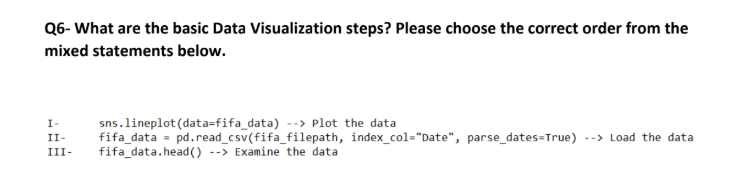 Q6- What are the basic Data Visualization steps? Please choose the correct order from the
mixed statements below.
I- sns.lineplot(data=fifa_data) --> Plot the data
II- fifa_data = pd.read_csv(fifa_filepath, index_col="Date", parse_dates=True) --> Load the data
III- fifa_data.head() --> Examine the data